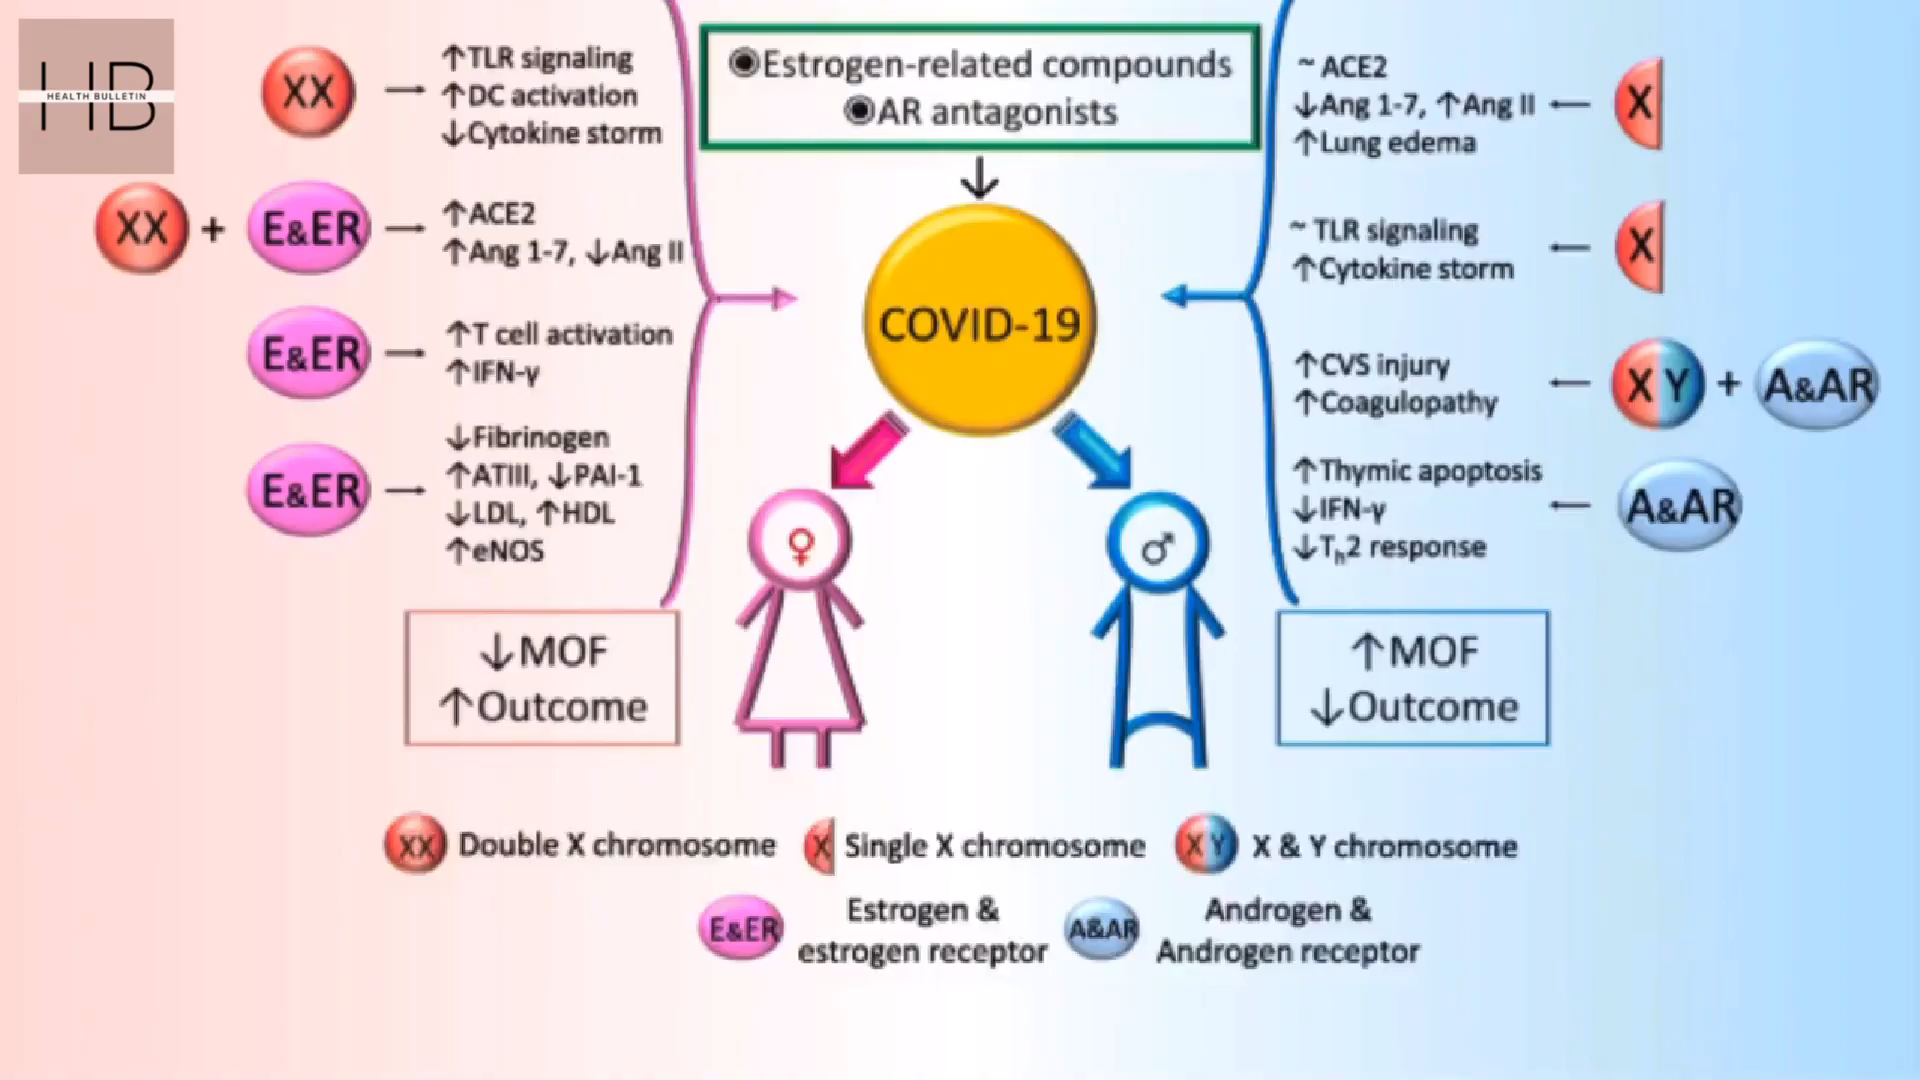 HB
HEALTH BULLETIN
XX
↑TLR signaling
↑DC activation
↓Cytokine storm
XX + E&ER
↑ACE2
↑Ang 1-7, ↓Ang II
E&ER
↑T cell activation
↑IFN-γ
E&ER
↓Fibrinogen
↑ATIII, ↓PAI-1
↓LDL, ↑HDL
↑eNOS
↓MOF
↑Outcome
◉Estrogen-related compounds
◉AR antagonists
COVID-19
♀
♂
~ ACE2
↓Ang 1-7, ↑Ang II
↑Lung edema
X
~ TLR signaling
↑Cytokine storm
X
↑CVS injury
↑Coagulopathy
X Y + A&AR
↑Thymic apoptosis
↓IFN-γ
↓Th2 response
A&AR
↑MOF
↓Outcome
XX Double X chromosome
X Single X chromosome
X Y X & Y chromosome
E&ER Estrogen &
estrogen receptor
A&AR Androgen &
Androgen receptor